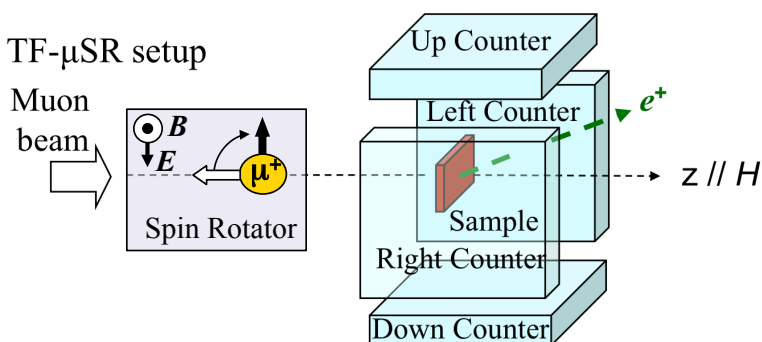 TF-μSR setup
Muon
beam
B
E
μ+
Spin Rotator
Up Counter
Left Counter
e+
z // H
Sample
Right Counter
Down Counter